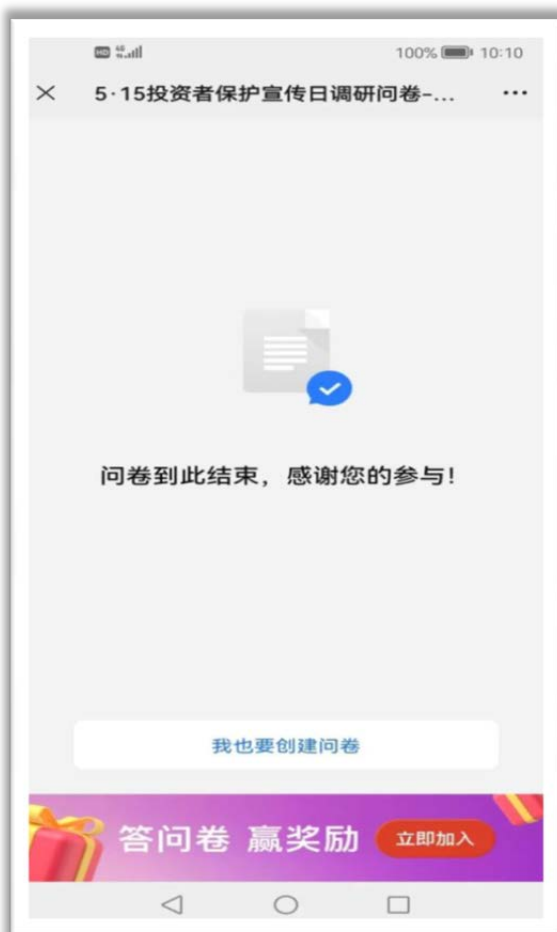 HD 4G 100% 10:10
5·15投资者保护宣传日调研问卷-...
问卷到此结束，感谢您的参与！
我也要创建问卷
答问卷 赢奖励 立即加入